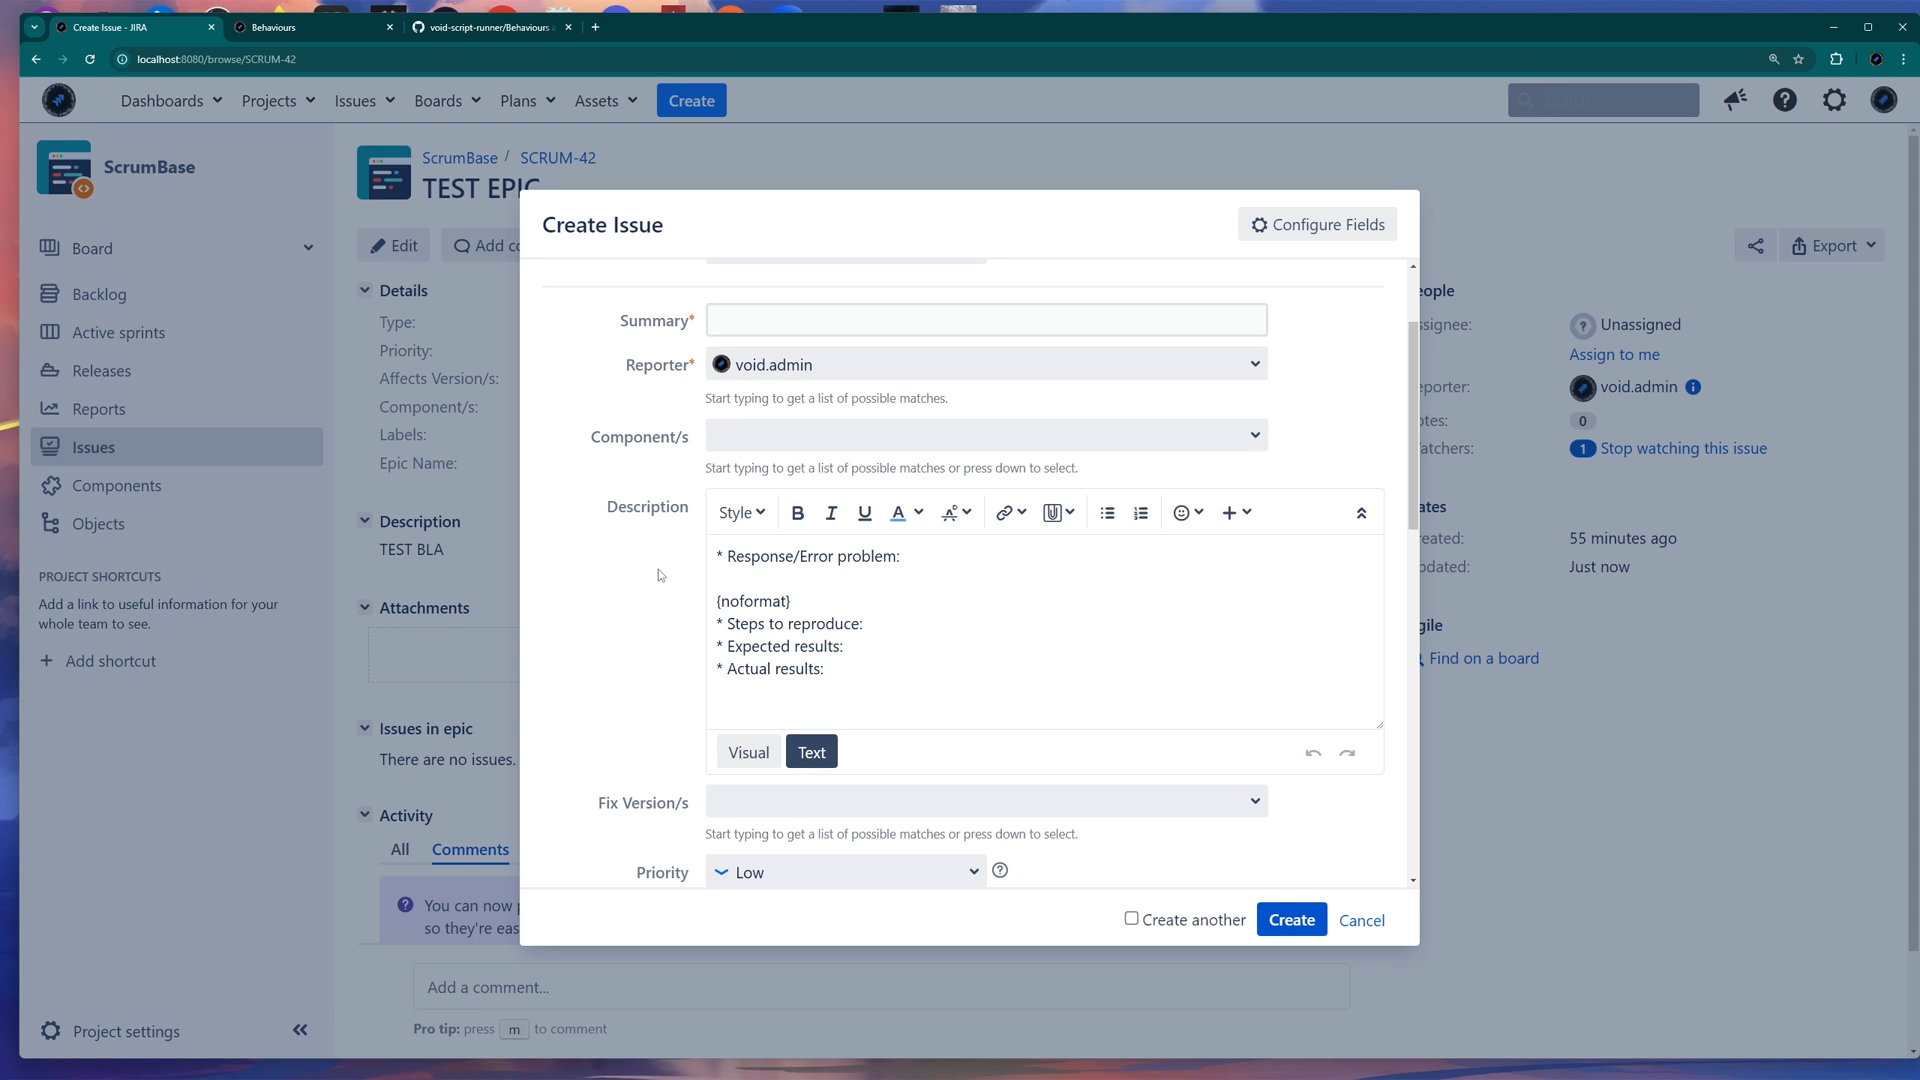 Create Issue - JIRA
Behaviours
void-script-runner/Behaviours
localhost:8080/browse/SCRUM-42
Dashboards
Projects
Issues
Boards
Plans
Assets
Create
Search
ScrumBase
ScrumBase / SCRUM-42
TEST EPIC
Create Issue
Configure Fields
Board
Edit
Add co
Export
Backlog
Active sprints
Releases
Reports
Issues
Components
Objects
PROJECT SHORTCUTS
Add a link to useful information for your
whole team to see.
+ Add shortcut
Project settings
Details
Type:
Priority:
Affects Version/s:
Component/s:
Labels:
Epic Name:
Description
TEST BLA
Attachments
Issues in epic
There are no issues.
Activity
All
Comments
You can now p
so they're eas
Add a comment...
Pro tip: press m to comment
Summary*
Reporter*
void.admin
Start typing to get a list of possible matches.
Component/s
Start typing to get a list of possible matches or press down to select.
Description
Style
B I U A
* Response/Error problem:
{noformat}
* Steps to reproduce:
* Expected results:
* Actual results:
Visual
Text
Fix Version/s
Start typing to get a list of possible matches or press down to select.
Priority
Low
Create another
Create
Cancel
eople
signee:
Unassigned
Assign to me
eporter:
void.admin
otes:
0
atchers:
1
Stop watching this issue
ates
eated:
55 minutes ago
pdated:
Just now
gile
Find on a board